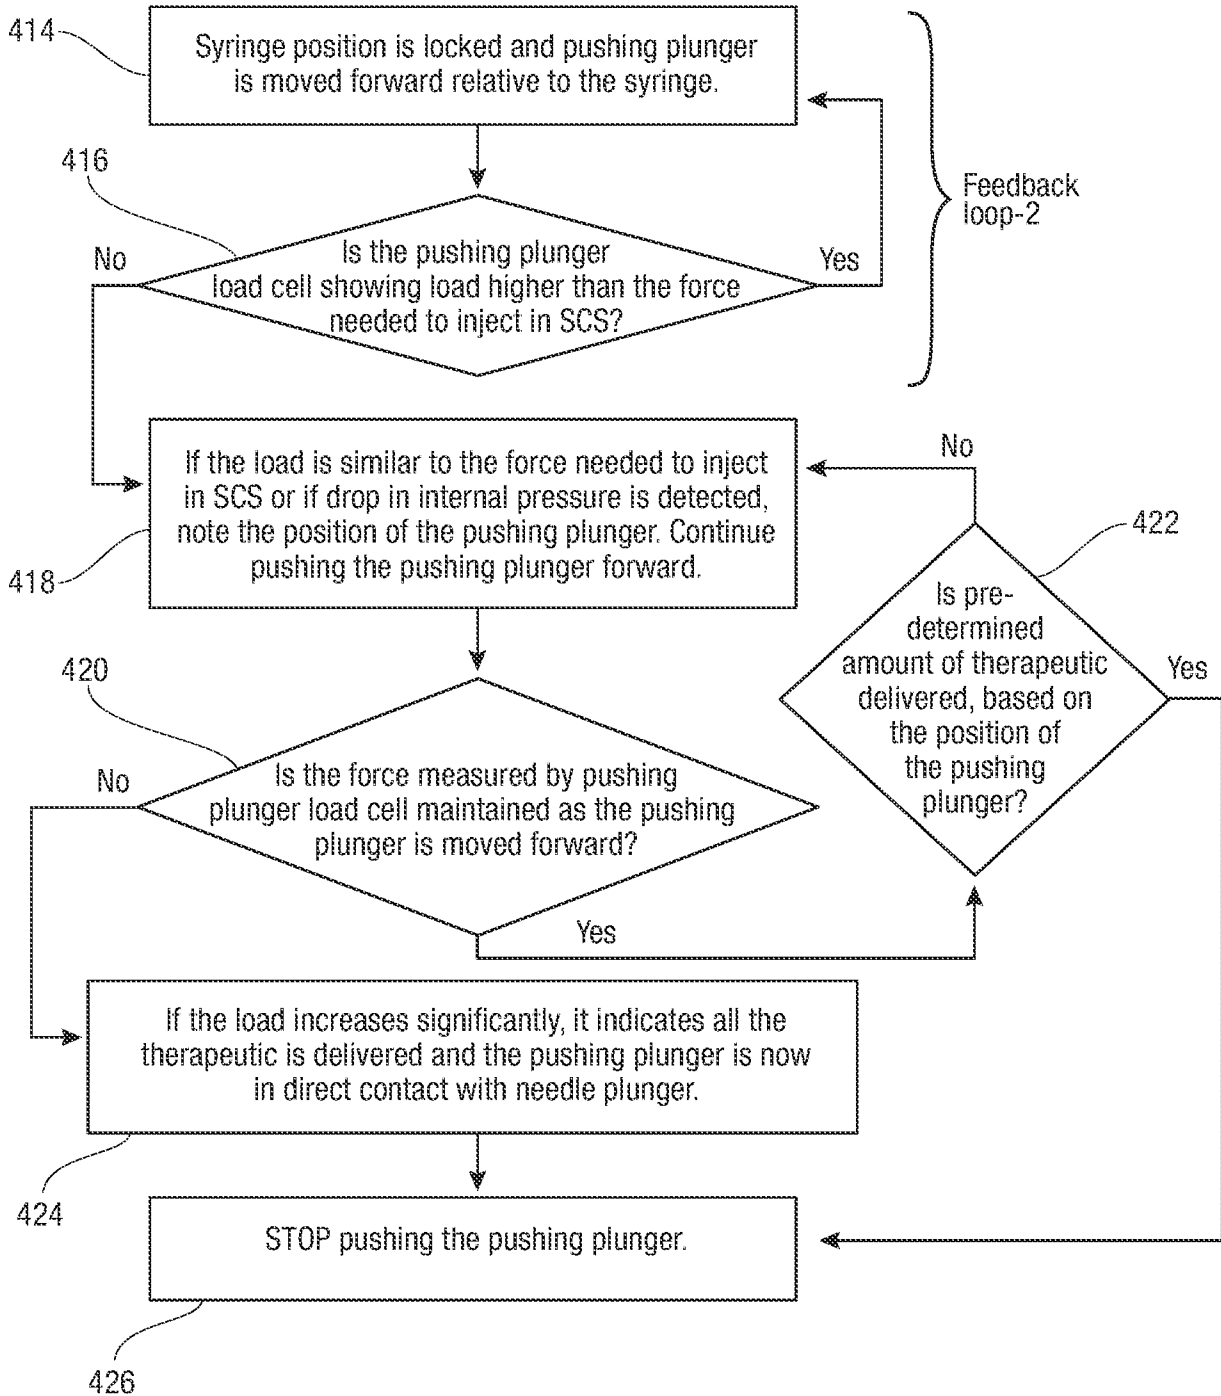 414
Syringe position is locked and pushing plunger
is moved forward relative to the syringe.
416
Feedback
loop-2
No
Is the pushing plunger
load cell showing load higher than the force
needed to inject in SCS?
Yes
If the load is similar to the force needed to inject
in SCS or if drop in internal pressure is detected,
note the position of the pushing plunger. Continue
pushing the pushing plunger forward.
418
No
422
Is pre-
determined
amount of therapeutic
delivered, based on
the position of
the pushing
plunger?
Yes
420
No
Is the force measured by pushing
plunger load cell maintained as the pushing
plunger is moved forward?
Yes
If the load increases significantly, it indicates all the
therapeutic is delivered and the pushing plunger is now
in direct contact with needle plunger.
424
STOP pushing the pushing plunger.
426